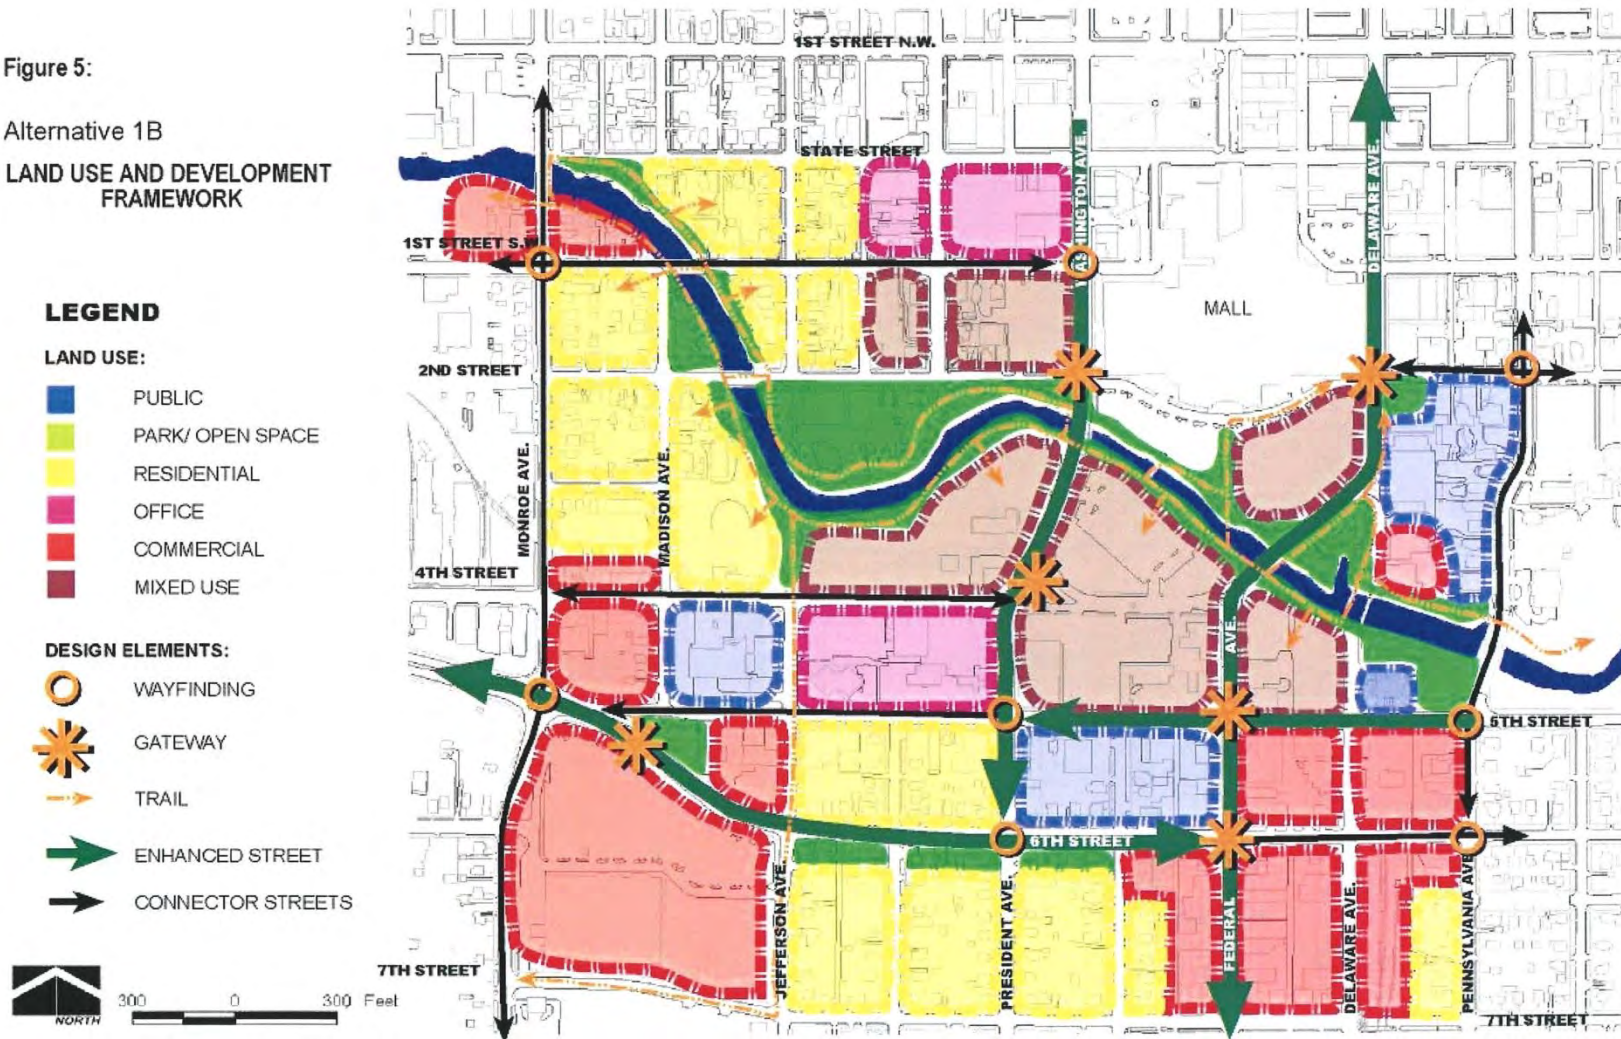 Figure 5:
Alternative 1B
LAND USE AND DEVELOPMENT
FRAMEWORK
LEGEND
LAND USE:
PUBLIC
PARK/ OPEN SPACE
RESIDENTIAL
OFFICE
COMMERCIAL
MIXED USE
DESIGN ELEMENTS:
WAYFINDING
GATEWAY
TRAIL
ENHANCED STREET
CONNECTOR STREETS
NORTH
300 0 300 Feet
1ST STREET N.W.
STATE STREET
1ST STREET S.W.
WASHINGTON AVE.
DELAWARE AVE.
MALL
2ND STREET
MONROE AVE.
MADISON AVE.
4TH STREET
AVE.
5TH STREET
6TH STREET
JEFFERSON AVE.
PRESIDENT AVE.
FEDERAL
DELAWARE AVE.
PENNSYLVANIA AVE
7TH STREET
7TH STREET